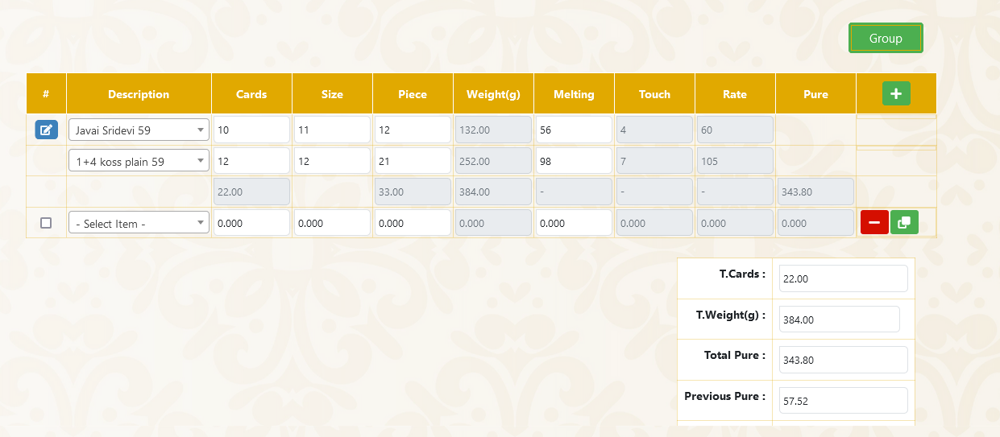 Group
# Description Cards Size Piece Weight(g) Melting Touch Rate Pure
Javai Sridevi 59 10 11 12 132.00 56 4 60
1+4 koss plain 59 12 12 21 252.00 98 7 105
22.00 33.00 384.00 - - - 343.80
- Select Item - 0.000 0.000 0.000 0.000 0.000 0.000 0.000 0.000
T.Cards : 22.00
T.Weight(g) : 384.00
Total Pure : 343.80
Previous Pure : 57.52